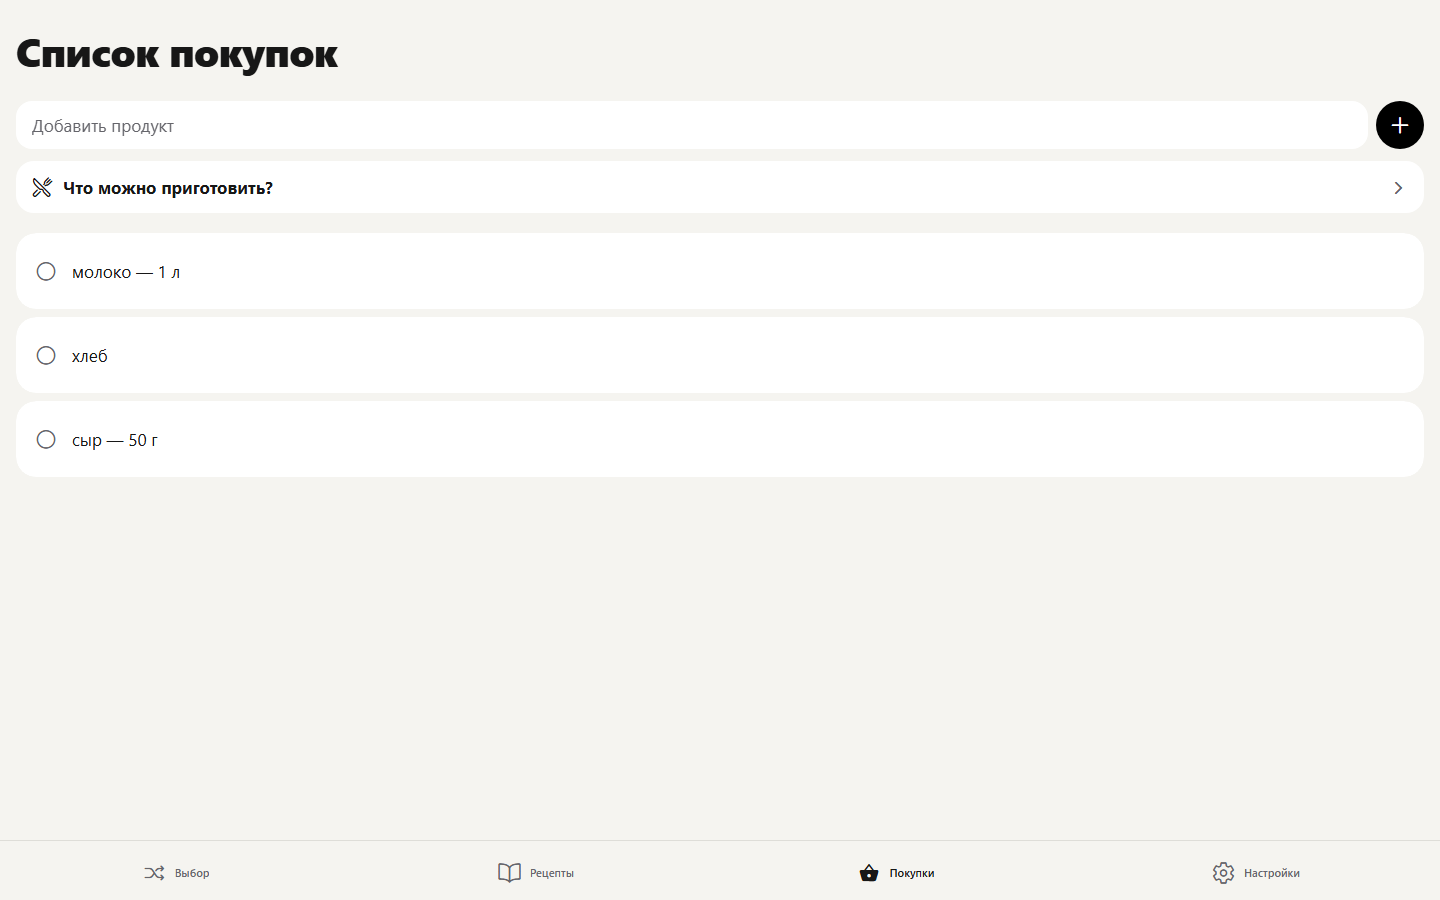 Список покупок
Добавить продукт
Что можно приготовить?
молоко — 1 л
хлеб
сыр — 50 г
Выбор
Рецепты
Покупки
Настройки